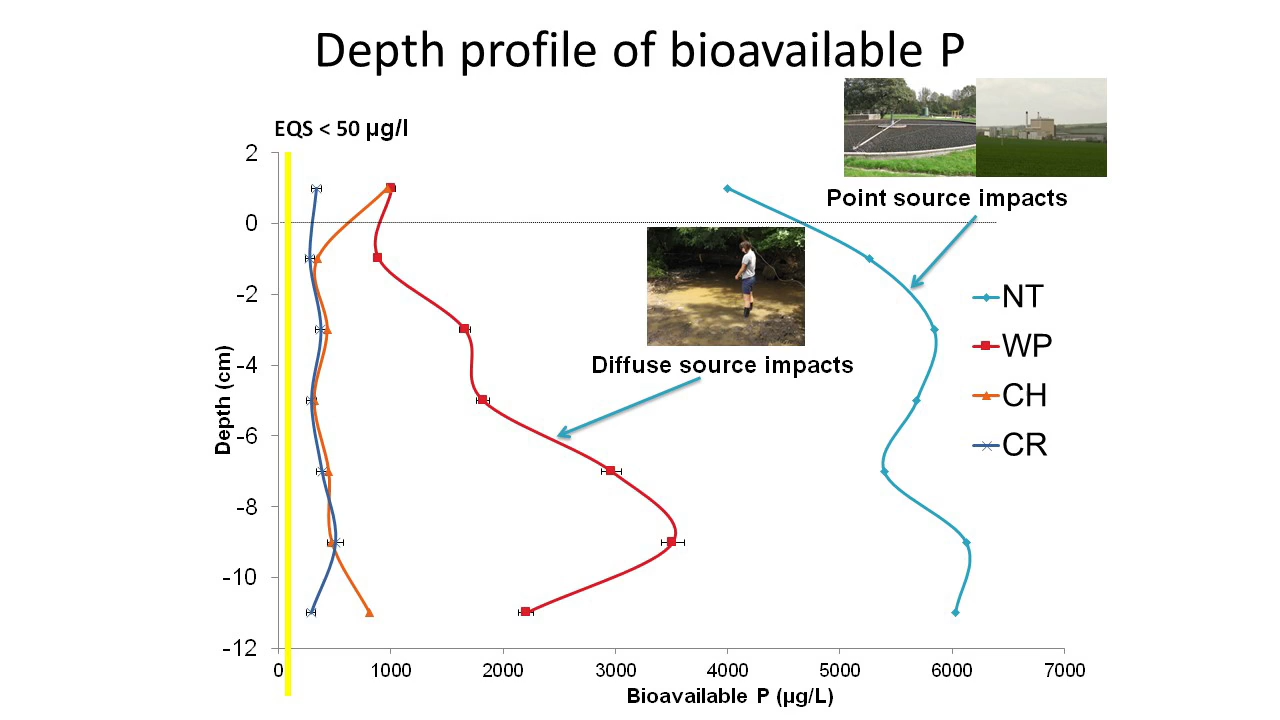 Depth profile of bioavailable P
EQS < 50 µg/l
Point source impacts
Diffuse source impacts
NT
WP
CH
CR
Depth (cm)
2
0
-2
-4
-6
-8
-10
-12
0 1000 2000 3000 4000 5000 6000 7000
Bioavailable P (µg/L)